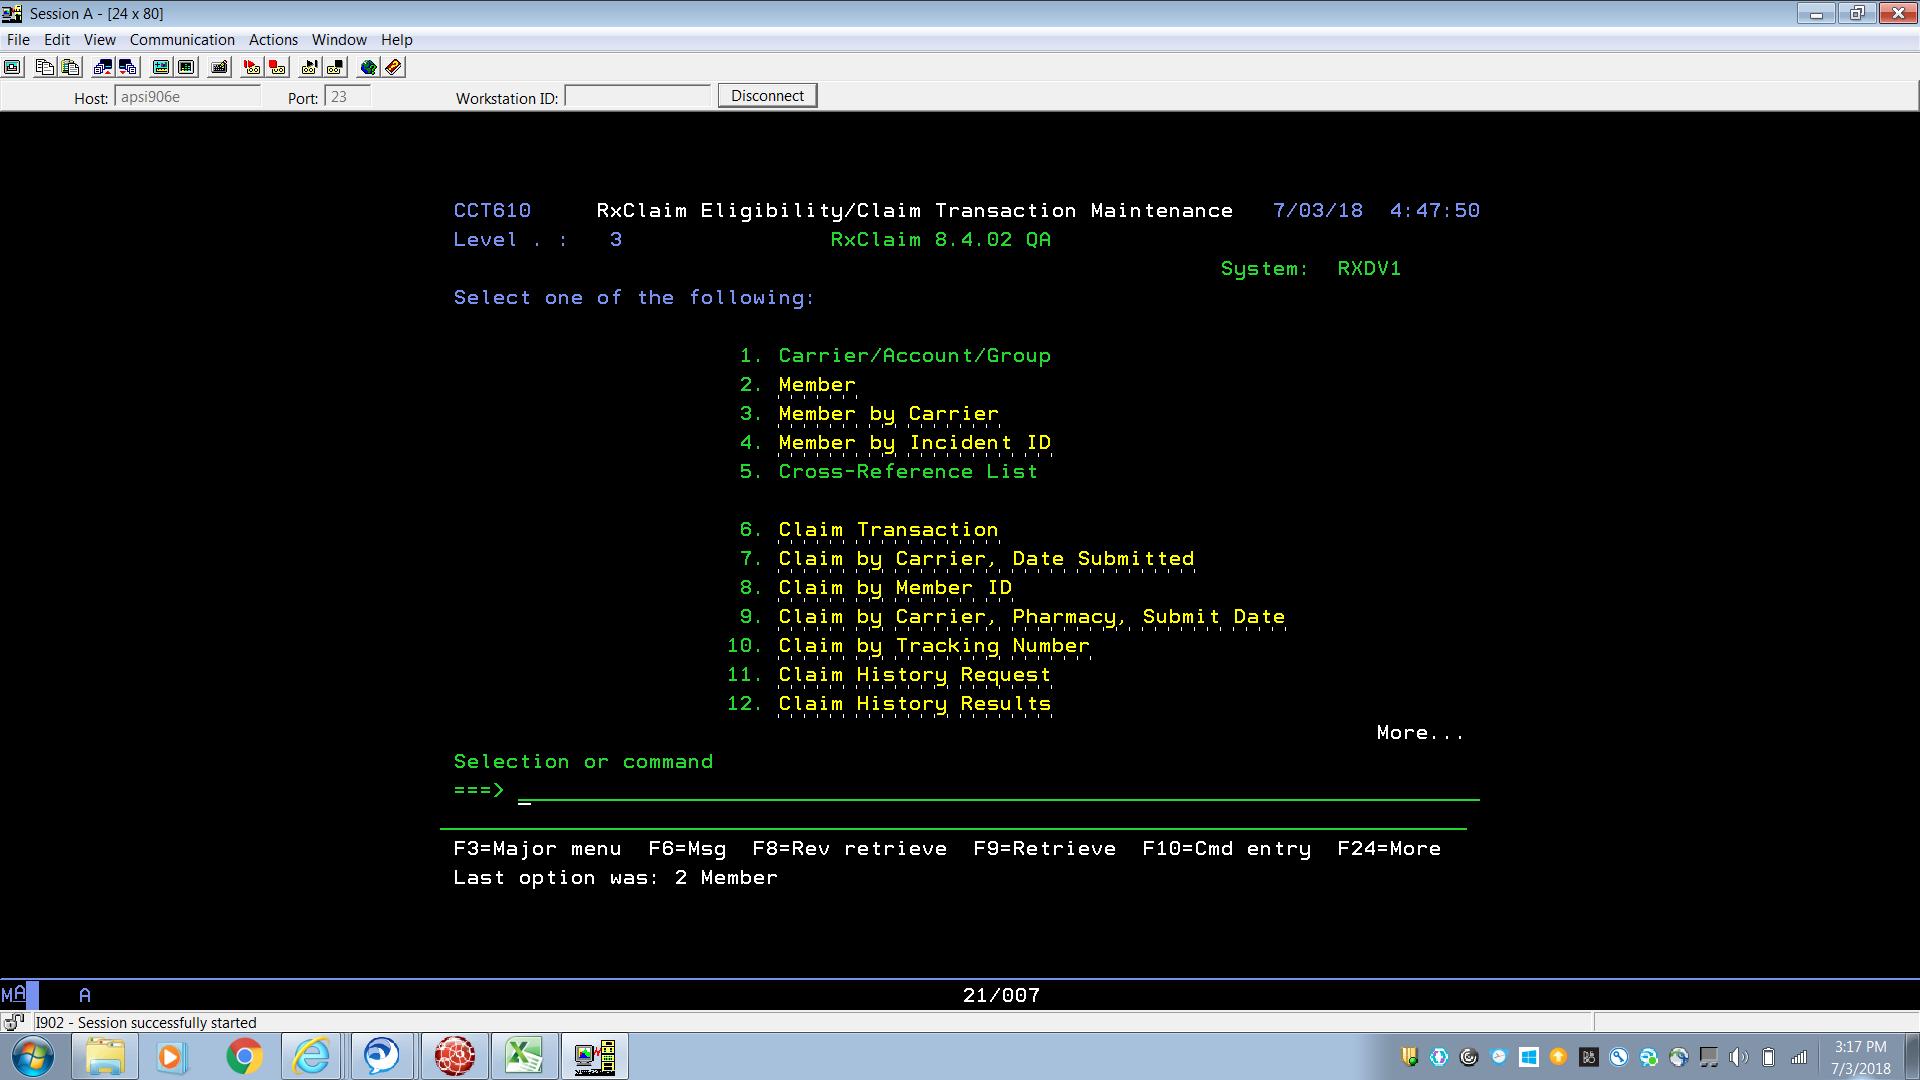 Session A - [24 x 80]
File Edit View Communication Actions Window Help
Host: apsi906e Port: 23 Workstation ID: Disconnect
CCT610 RxClaim Eligibility/Claim Transaction Maintenance 7/03/18 4:47:50
Level . : 3 RxClaim 8.4.02 QA
System: RXDV1
Select one of the following:
1. Carrier/Account/Group
2. Member
3. Member by Carrier
4. Member by Incident ID
5. Cross-Reference List
6. Claim Transaction
7. Claim by Carrier, Date Submitted
8. Claim by Member ID
9. Claim by Carrier, Pharmacy, Submit Date
10. Claim by Tracking Number
11. Claim History Request
12. Claim History Results
More...
Selection or command
===>
F3=Major menu F6=Msg F8=Rev retrieve F9=Retrieve F10=Cmd entry F24=More
Last option was: 2 Member
MA A 21/007
I902 - Session successfully started
3:17 PM
7/3/2018